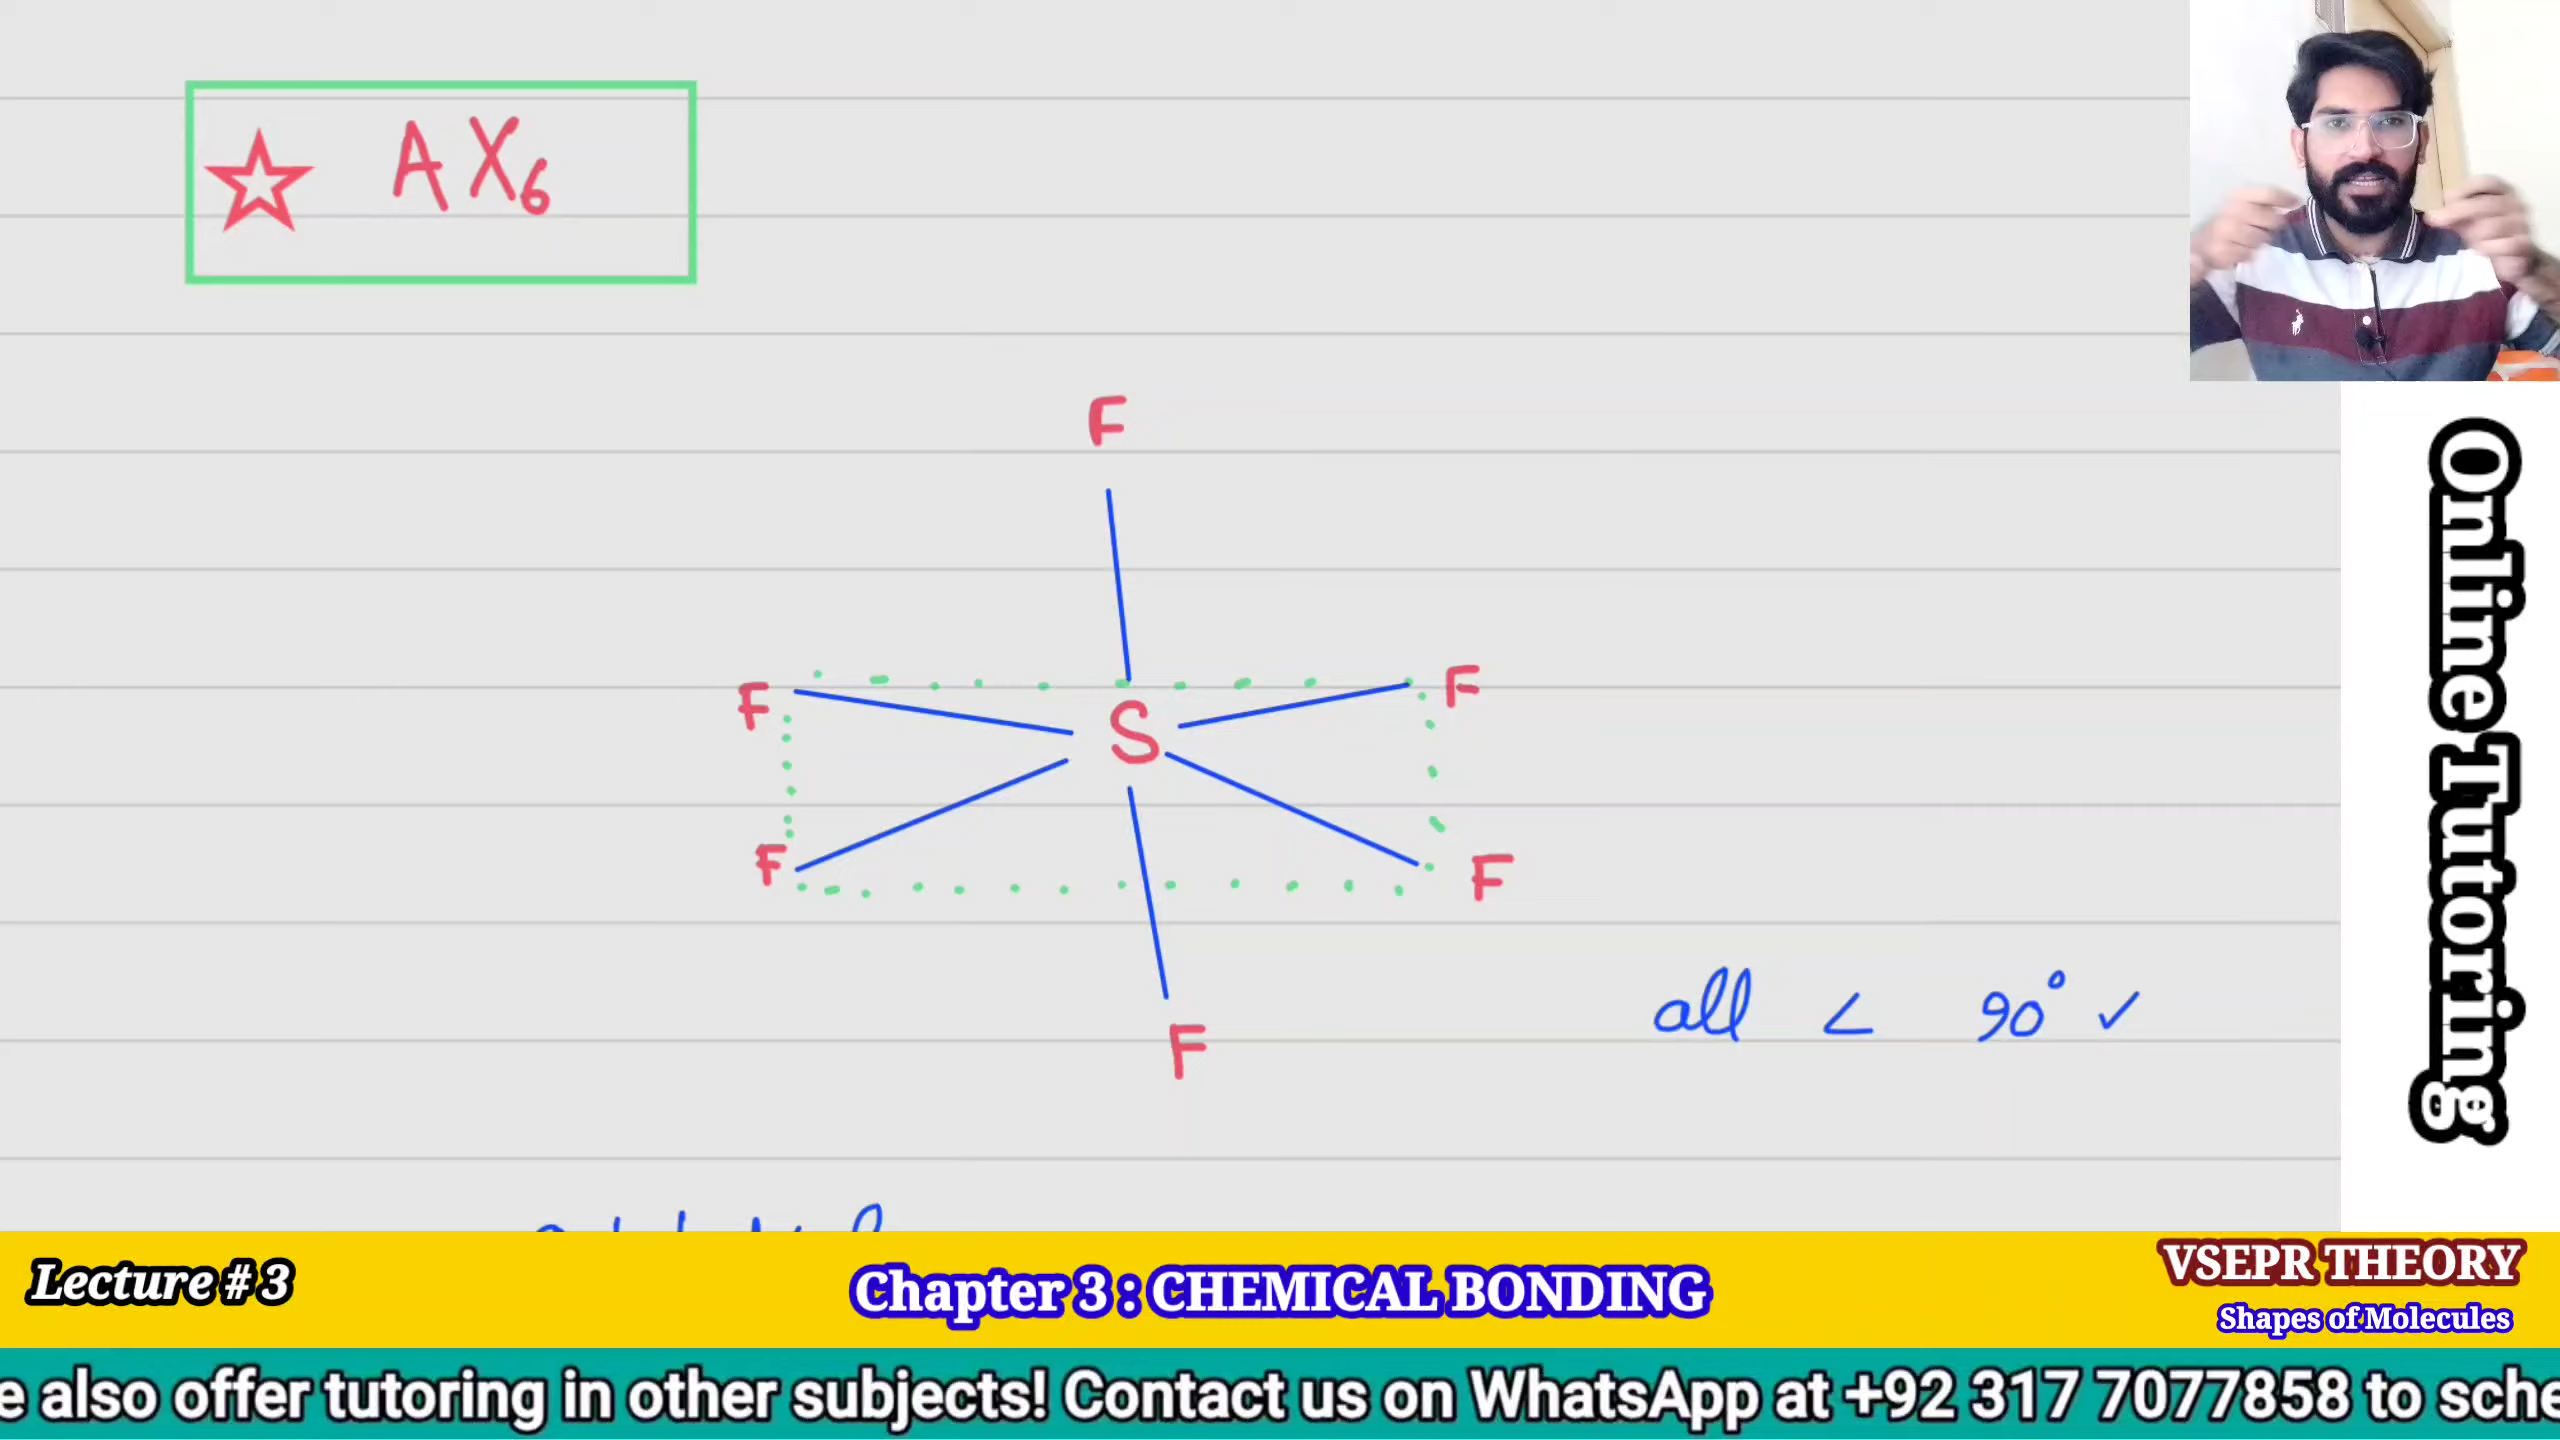 ☆ AX₆
F
F F
S
F F
F
all < 90° ✓
Online Tutoring
Lecture # 3
Chapter 3 : CHEMICAL BONDING
VSEPR THEORY
Shapes of Molecules
e also offer tutoring in other subjects! Contact us on WhatsApp at +92 317 7077858 to sche